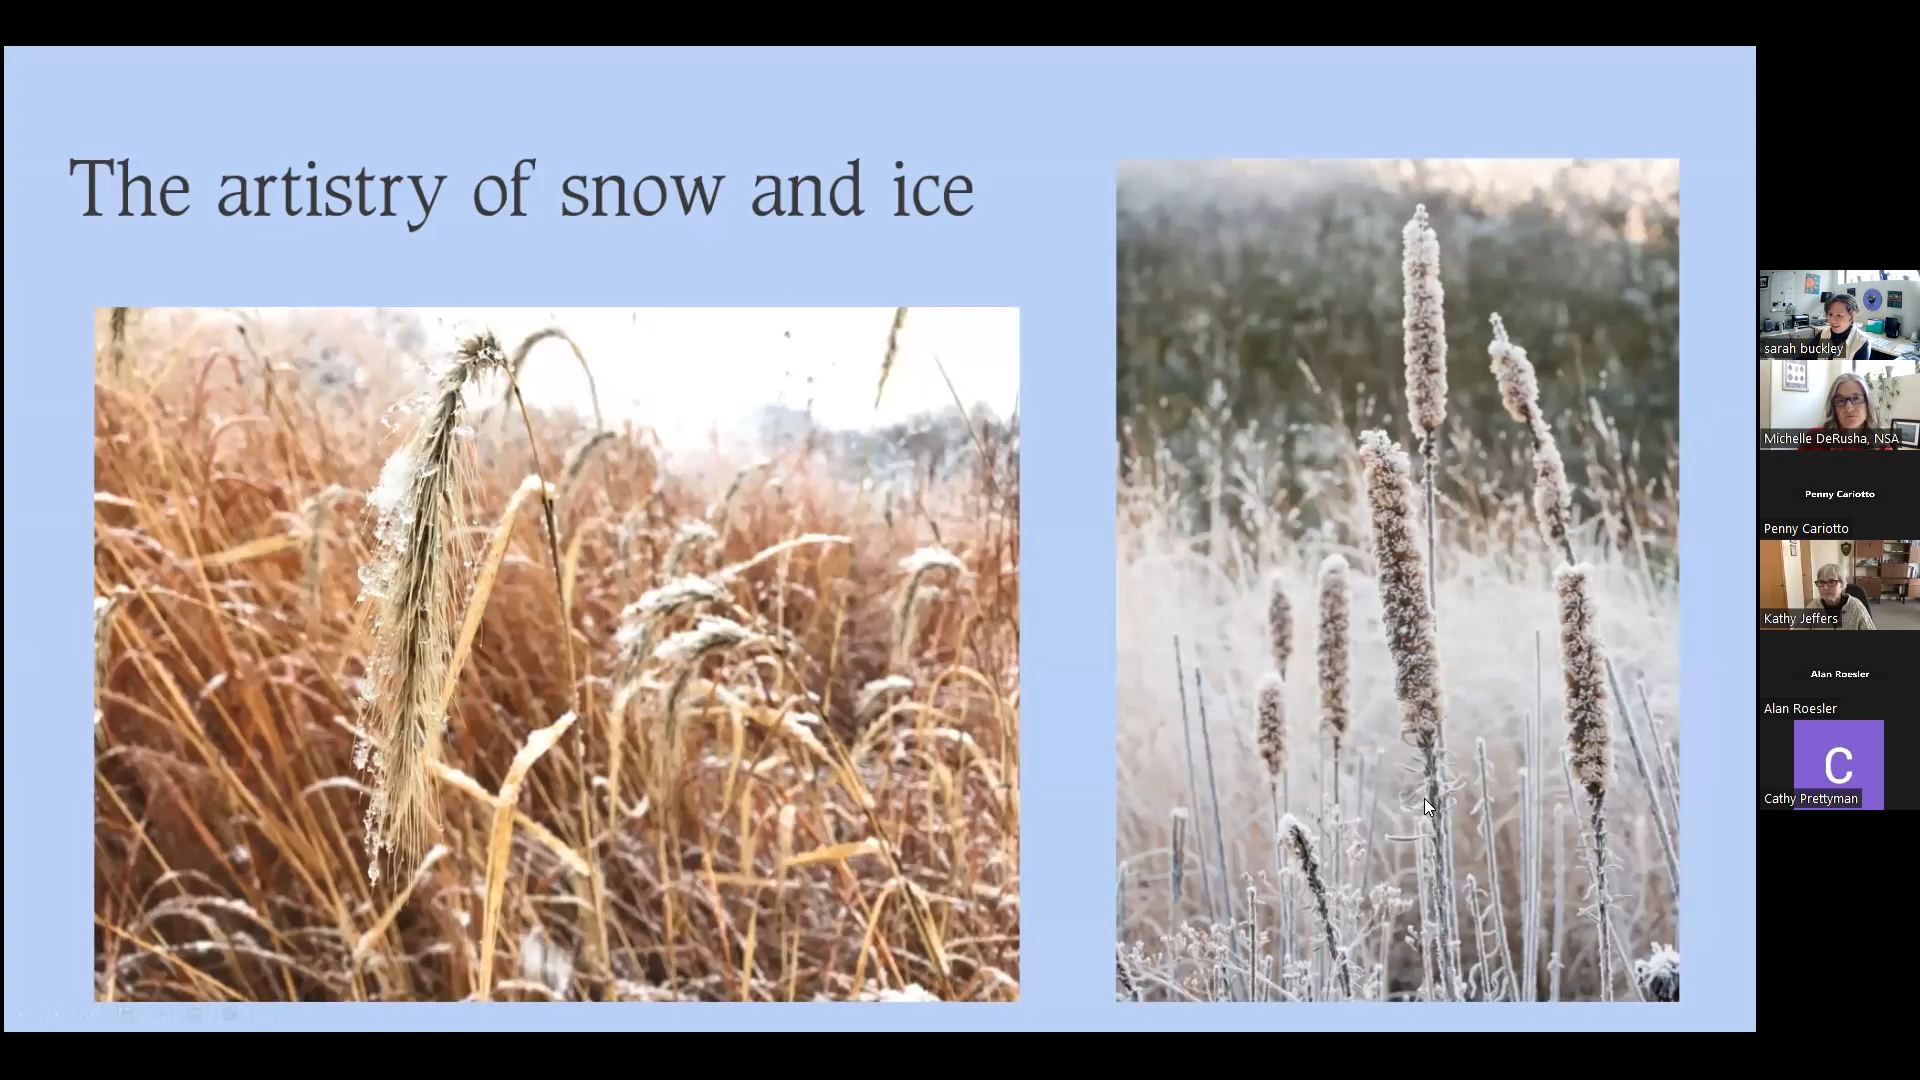 The artistry of snow and ice
sarah buckley
Michelle DeRusha, NSA
Penny Cariotto
Penny Cariotto
Kathy Jeffers
Alan Roesler
Alan Roesler
C
Cathy Prettyman